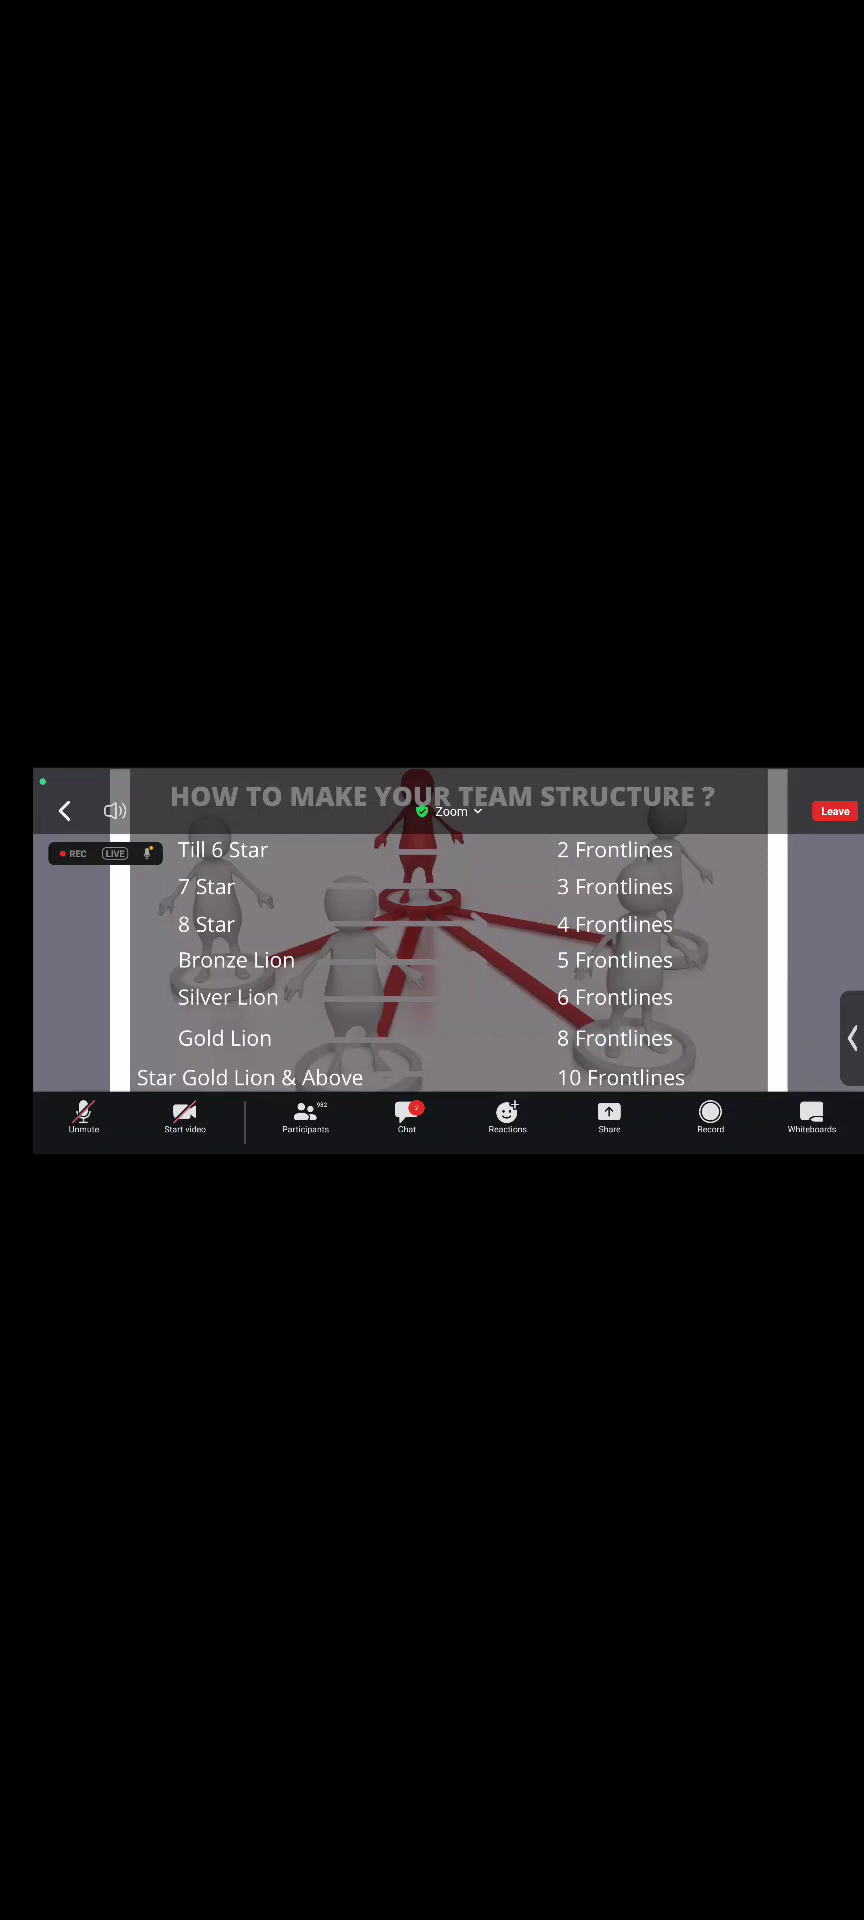 HOW TO MAKE YOUR TEAM STRUCTURE ?
Zoom
Leave
REC LIVE
Till 6 Star 2 Frontlines
7 Star 3 Frontlines
8 Star 4 Frontlines
Bronze Lion 5 Frontlines
Silver Lion 6 Frontlines
Gold Lion 8 Frontlines
Star Gold Lion & Above 10 Frontlines
982 2
Unmute Start video Participants Chat Reactions Share Record Whiteboards